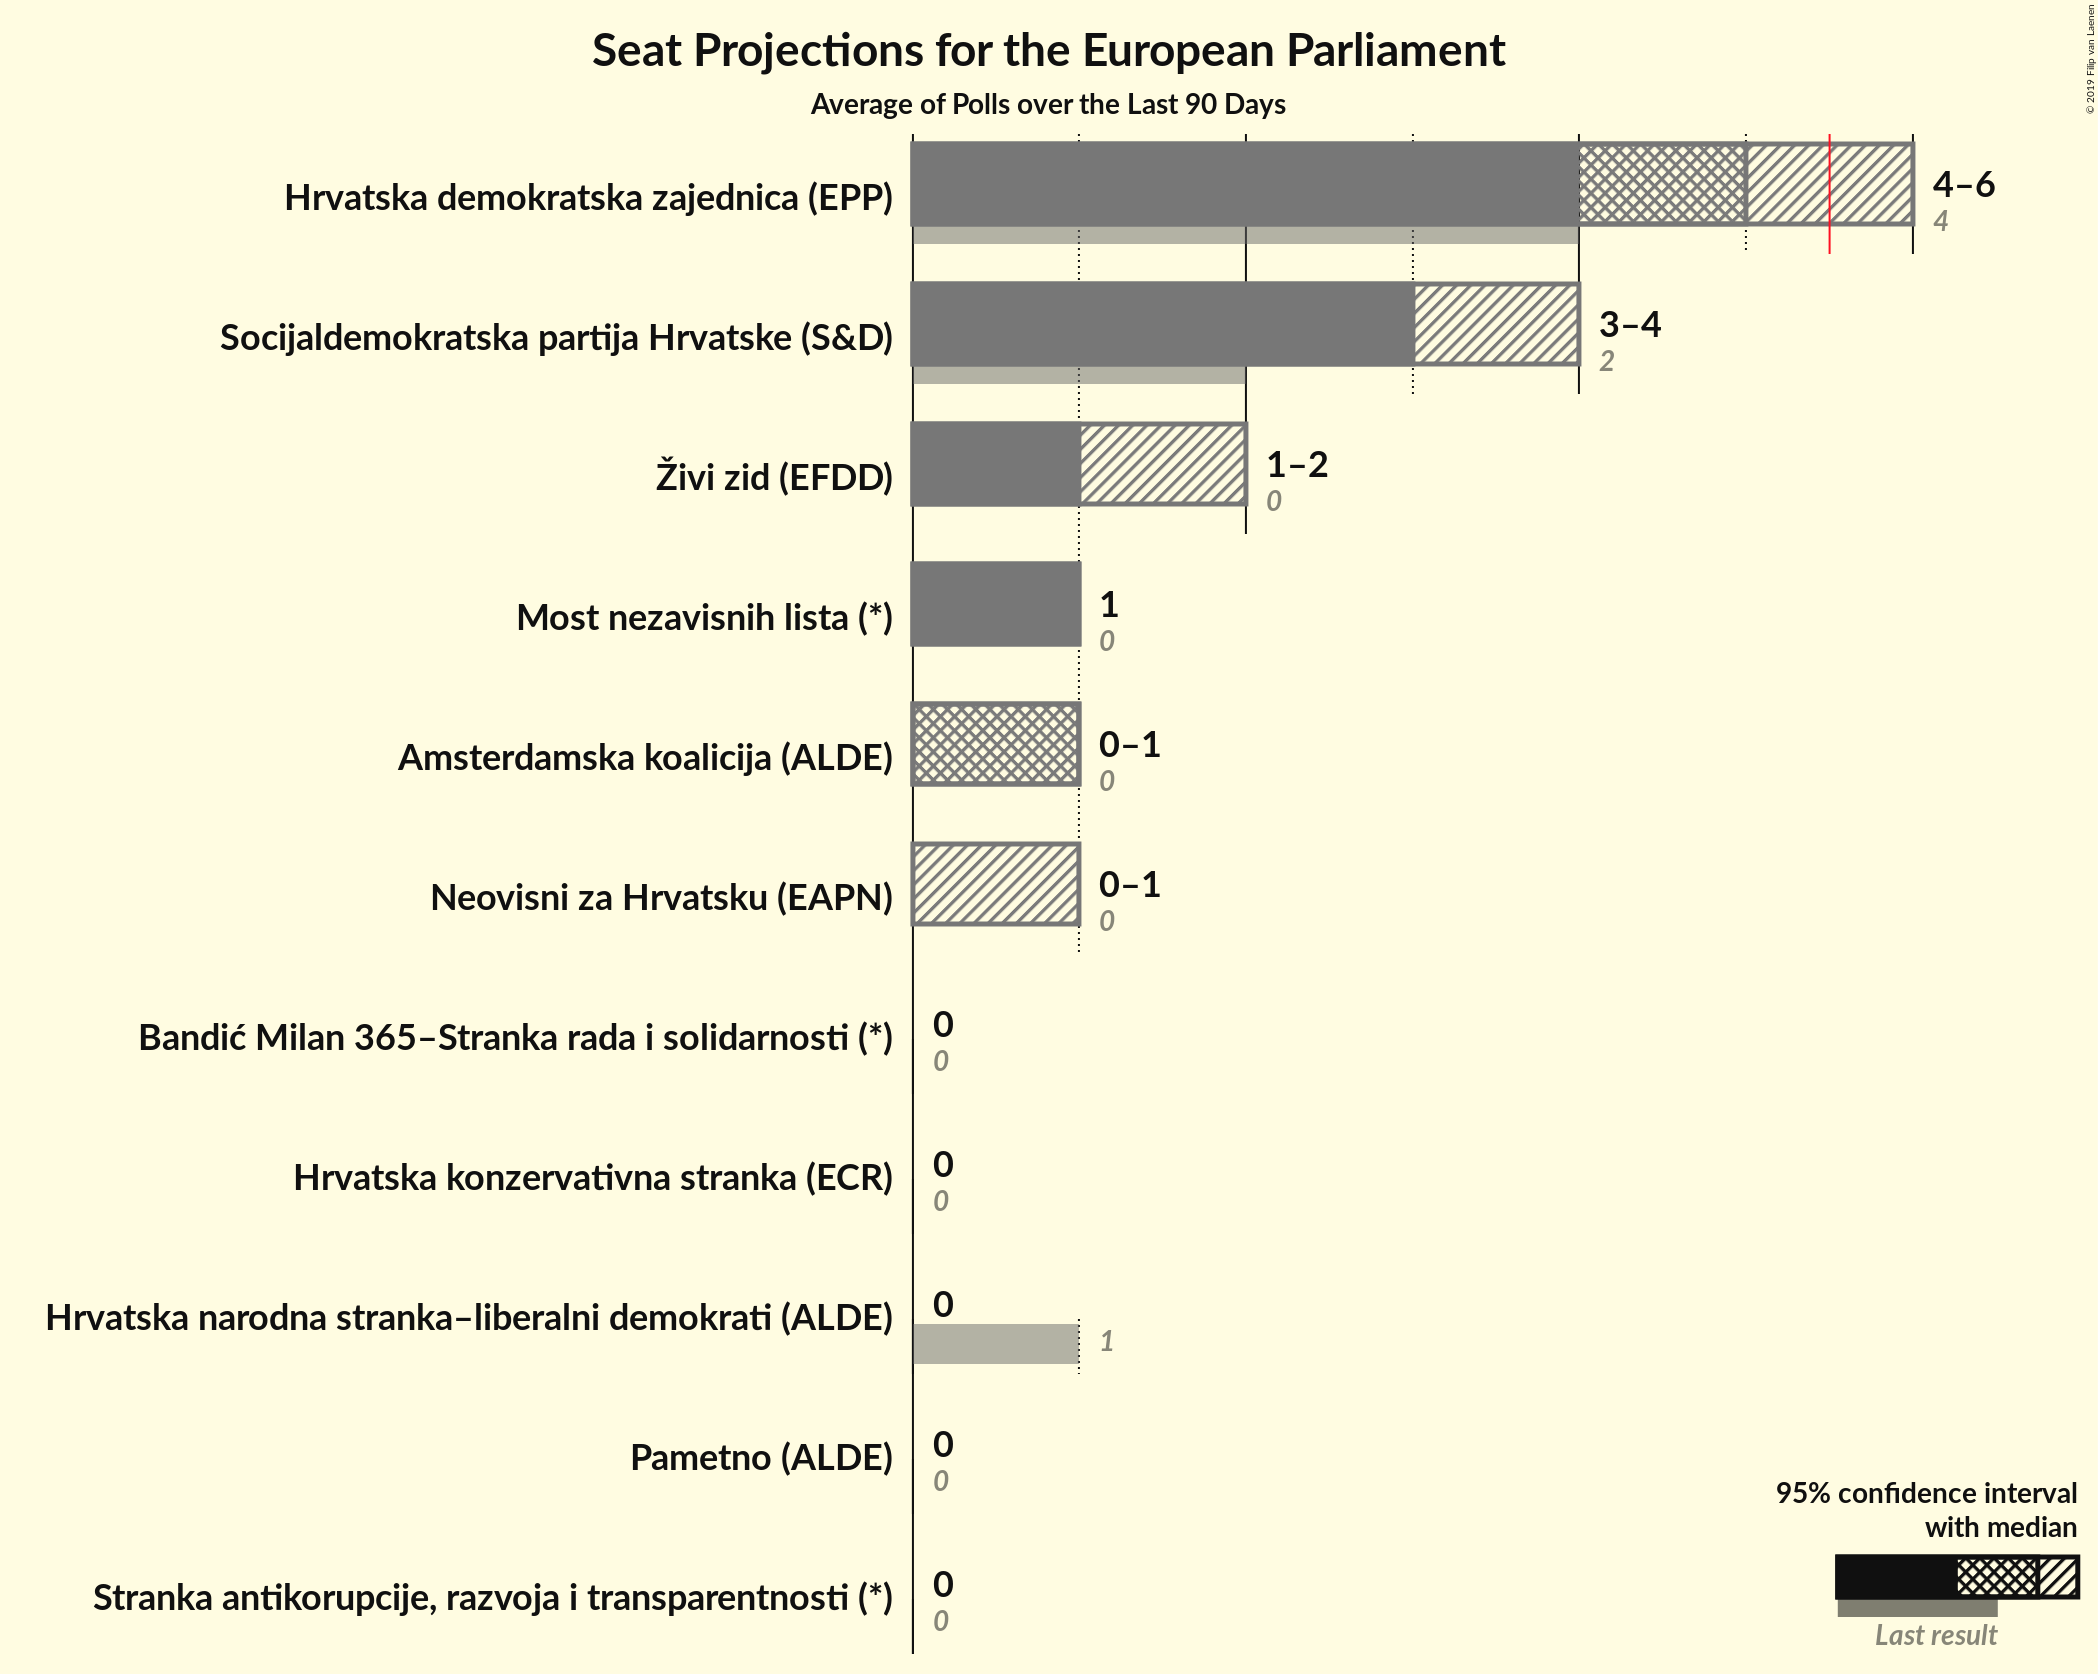 Seat Projections for the European Parliament
Average of Polls over the Last 90 Days
© 2019 Filip van Laenen
Hrvatska demokratska zajednica (EPP)
4–6
4
Socijaldemokratska partija Hrvatske (S&D)
3–4
2
Živi zid (EFDD)
1–2
0
Most nezavisnih lista (*)
1
0
Amsterdamska koalicija (ALDE)
0–1
0
Neovisni za Hrvatsku (EAPN)
0–1
0
Bandić Milan 365–Stranka rada i solidarnosti (*)
0
0
Hrvatska konzervativna stranka (ECR)
0
0
Hrvatska narodna stranka–liberalni demokrati (ALDE)
0
1
Pametno (ALDE)
0
0
Stranka antikorupcije, razvoja i transparentnosti (*)
0
0
95% confidence interval
with median
Last result